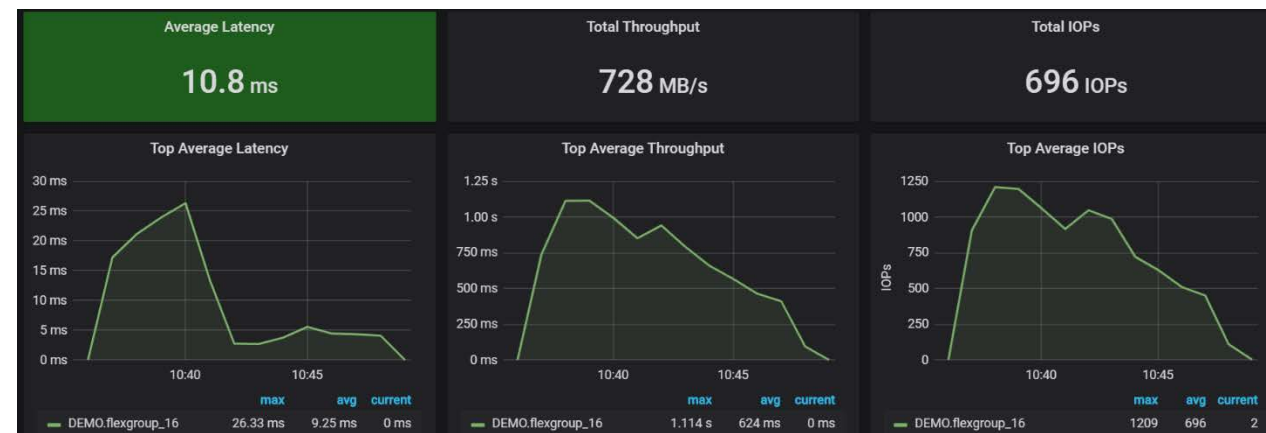 Average Latency
10.8 ms
Total Throughput
728 MB/s
Total IOPs
696 IOPs
Top Average Latency
30 ms
25 ms
20 ms
15 ms
10 ms
5 ms
0 ms
10:40 10:45
max avg current
DEMO.flexgroup_16 26.33 ms 9.25 ms 0 ms
Top Average Throughput
1.25 s
1.00 s
750 ms
500 ms
250 ms
0 ms
10:40 10:45
max avg current
DEMO.flexgroup_16 1.114 s 624 ms 0 ms
Top Average IOPs
IOPs
1250
1000
750
500
250
0
10:40 10:45
max avg current
DEMO.flexgroup_16 1209 696 2